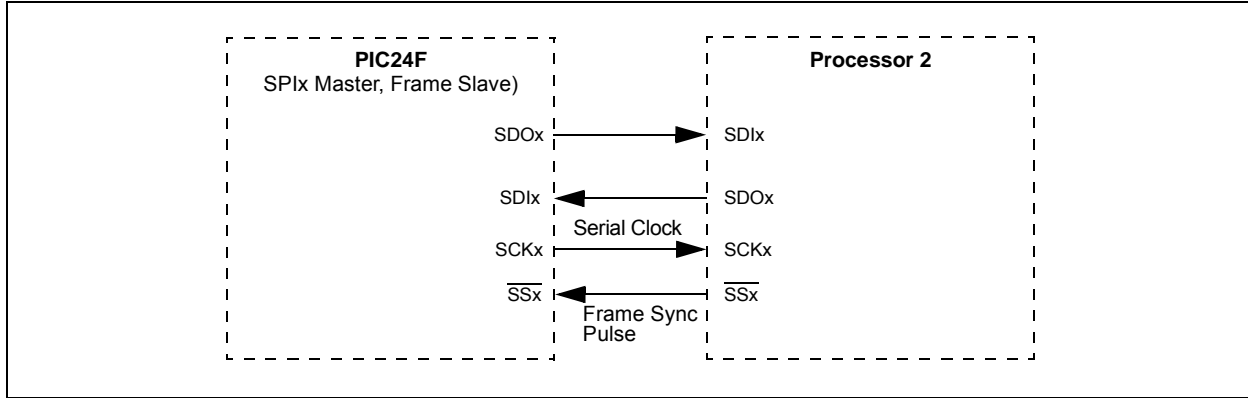 PIC24F
SPIx Master, Frame Slave)
Processor 2
SDOx
SDIx
SDIx
SDOx
Serial Clock
SCKx
SCKx
SSx
SSx
Frame Sync
Pulse